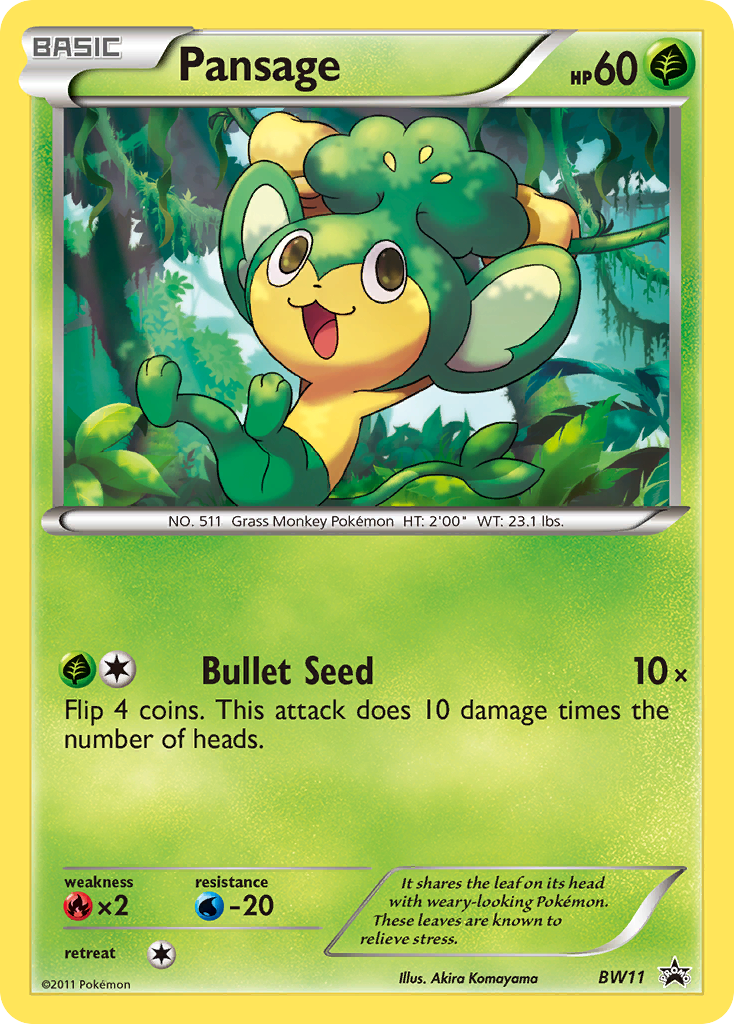 BASIC
Pansage
HP60
NO. 511 Grass Monkey Pokémon HT: 2'00" WT: 23.1 lbs.
Bullet Seed 10×
Flip 4 coins. This attack does 10 damage times the
number of heads.
weakness
×2
resistance
-20
retreat
It shares the leaf on its head
with weary-looking Pokémon.
These leaves are known to
relieve stress.
©2011 Pokémon
Illus. Akira Komayama
BW11
PROMO